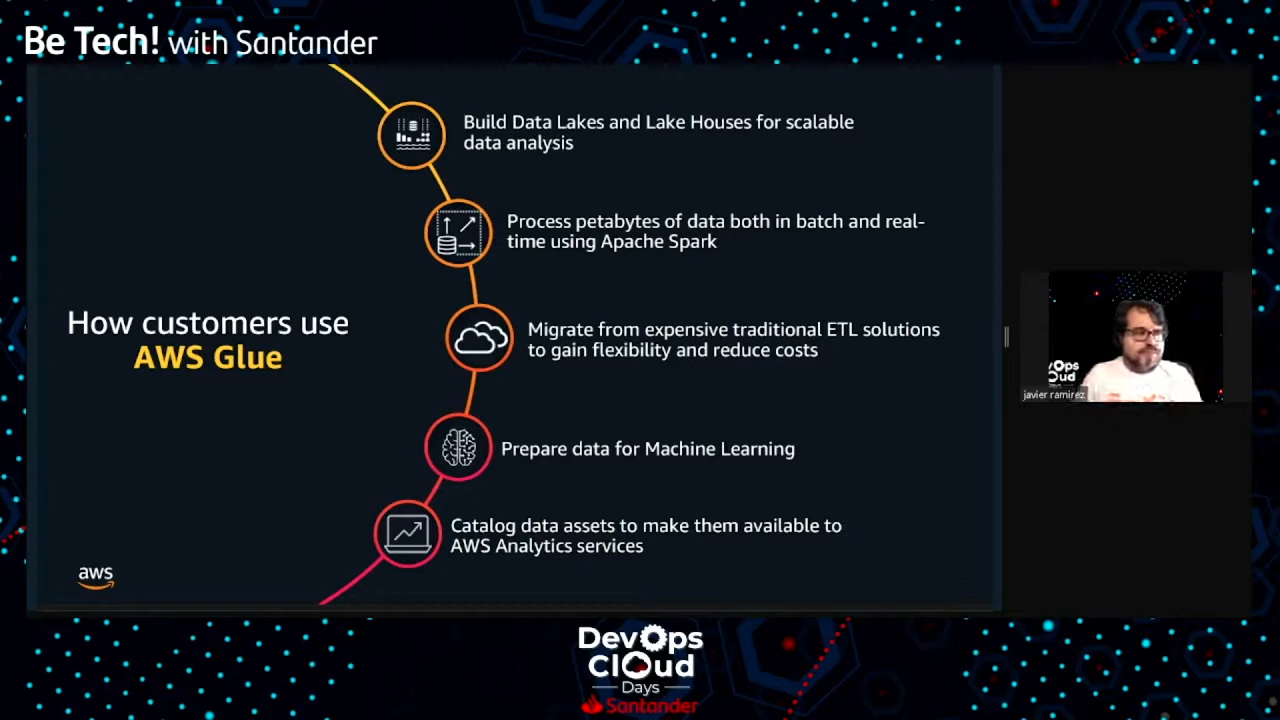 Be Tech! with Santander
Build Data Lakes and Lake Houses for scalable
data analysis
Process petabytes of data both in batch and real-
time using Apache Spark
How customers use
AWS Glue
Migrate from expensive traditional ETL solutions
to gain flexibility and reduce costs
Prepare data for Machine Learning
Catalog data assets to make them available to
AWS Analytics services
aws
javier ramirez
DevOps
Cloud
Days
Santander